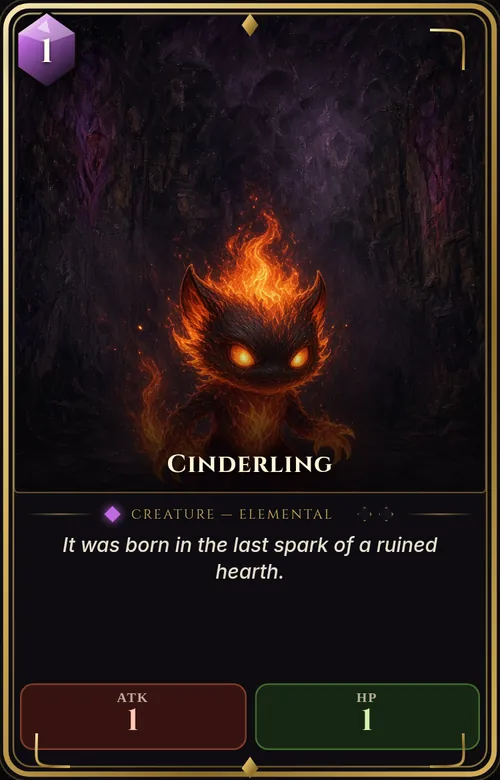 1
Cinderling
CREATURE — ELEMENTAL
It was born in the last spark of a ruined
hearth.
ATK
1
HP
1